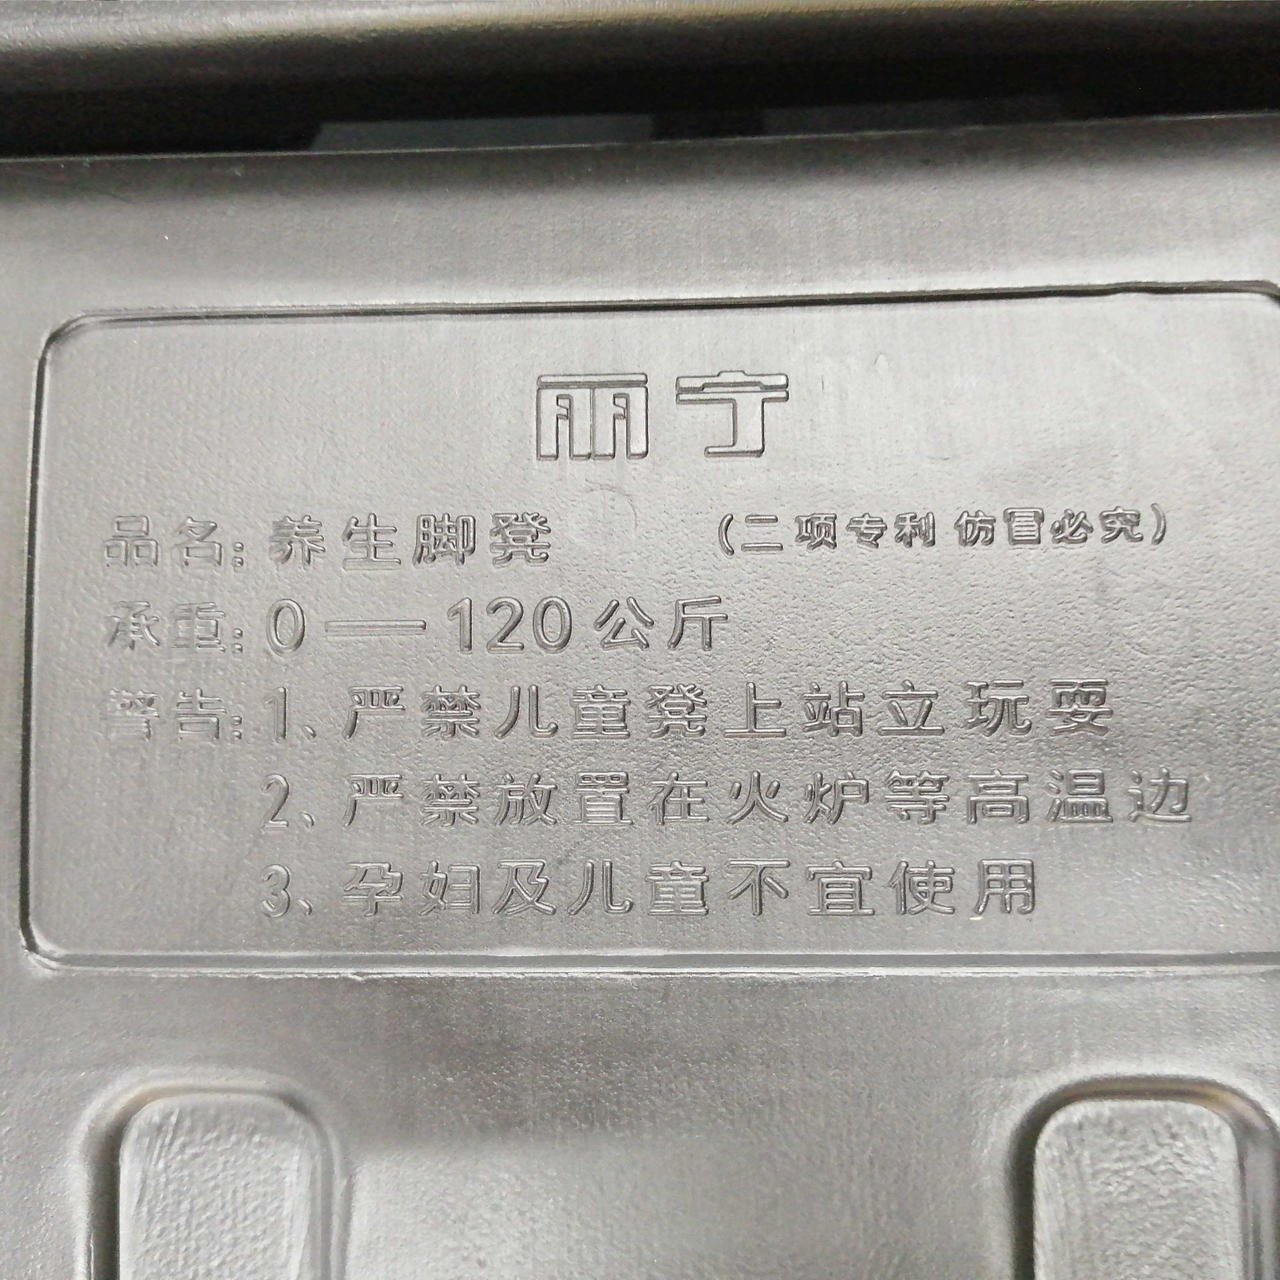 丽宁
品名:养生脚凳 (二项专利 仿冒必究)
承重:0—120公斤
警告:1、严禁儿童凳上站立玩耍
2、严禁放置在火炉等高温边
3、孕妇及儿童不宜使用